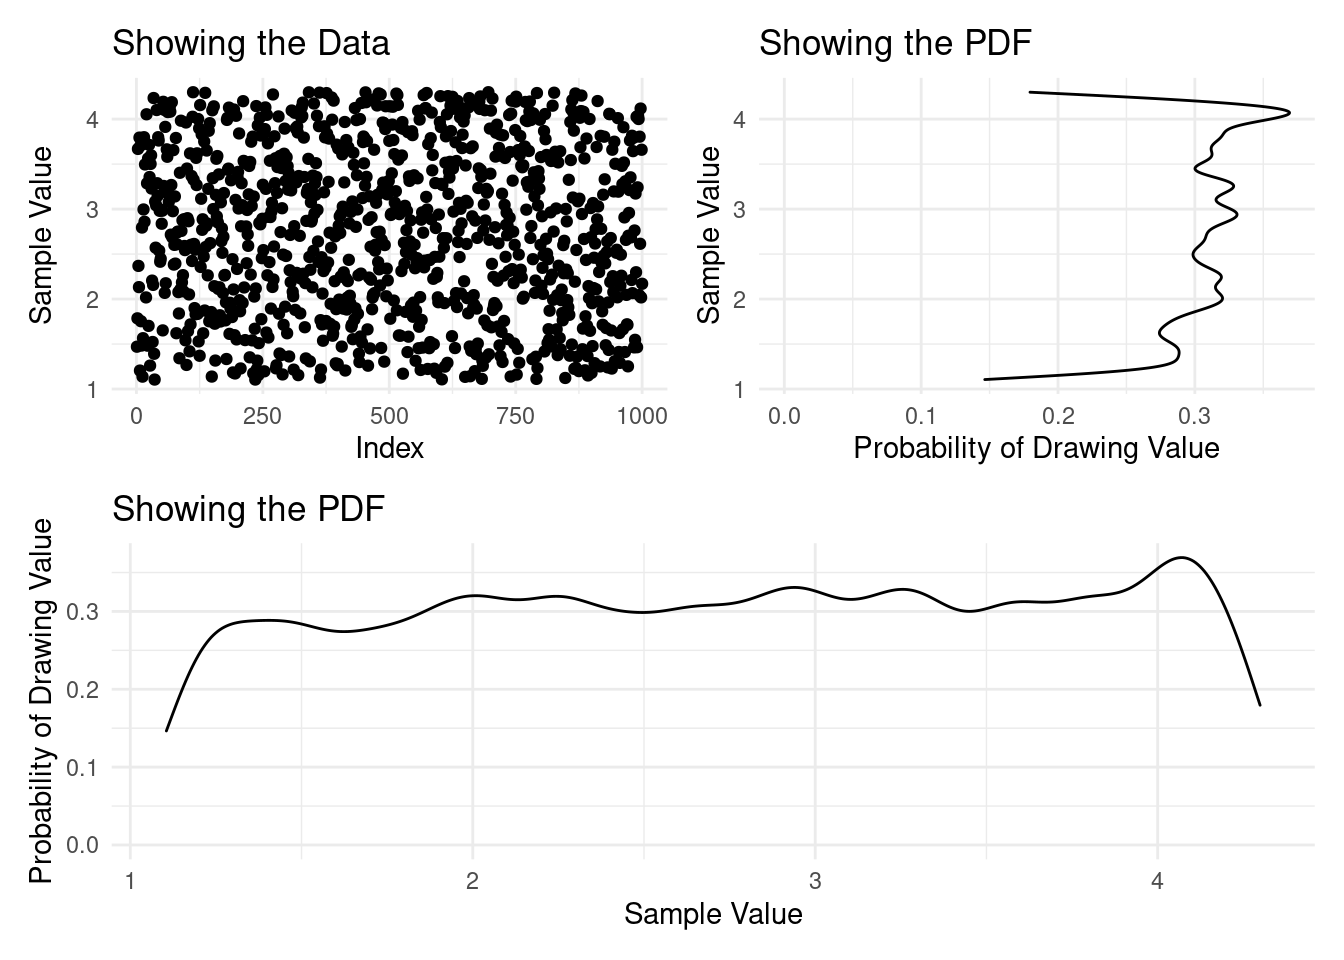 Showing the Data
Sample Value
4
3
2
1
0
250
500
750
1000
Index
Showing the PDF
Sample Value
4
3
2
1
0.0
0.1
0.2
0.3
Probability of Drawing Value
Showing the PDF
Probability of Drawing Value
0.3
0.2
0.1
0.0
1
2
3
4
Sample Value